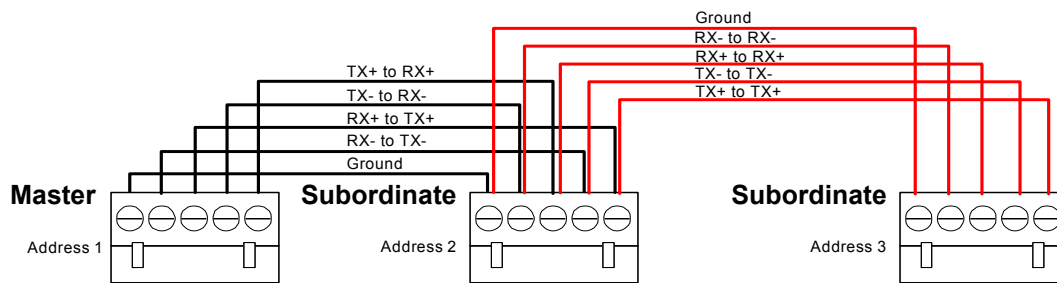 Ground
RX- to RX-
RX+ to RX+
TX- to TX-
TX+ to TX+
TX+ to RX+
TX- to RX-
RX+ to TX+
RX- to TX-
Ground
Master
Subordinate
Subordinate
Address 1
Address 2
Address 3